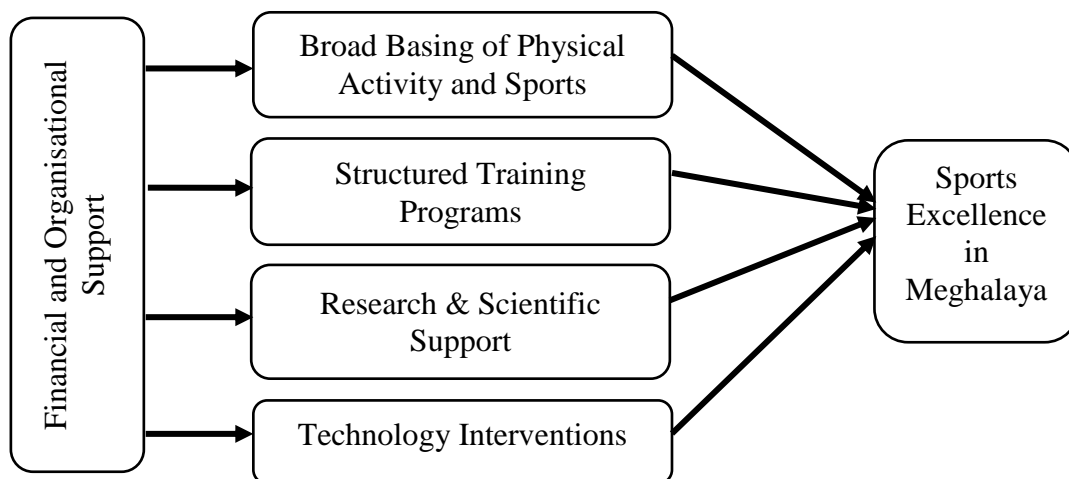 Financial and Organisational
Support
Broad Basing of Physical
Activity and Sports
Structured Training
Programs
Research & Scientific
Support
Technology Interventions
Sports
Excellence
in
Meghalaya